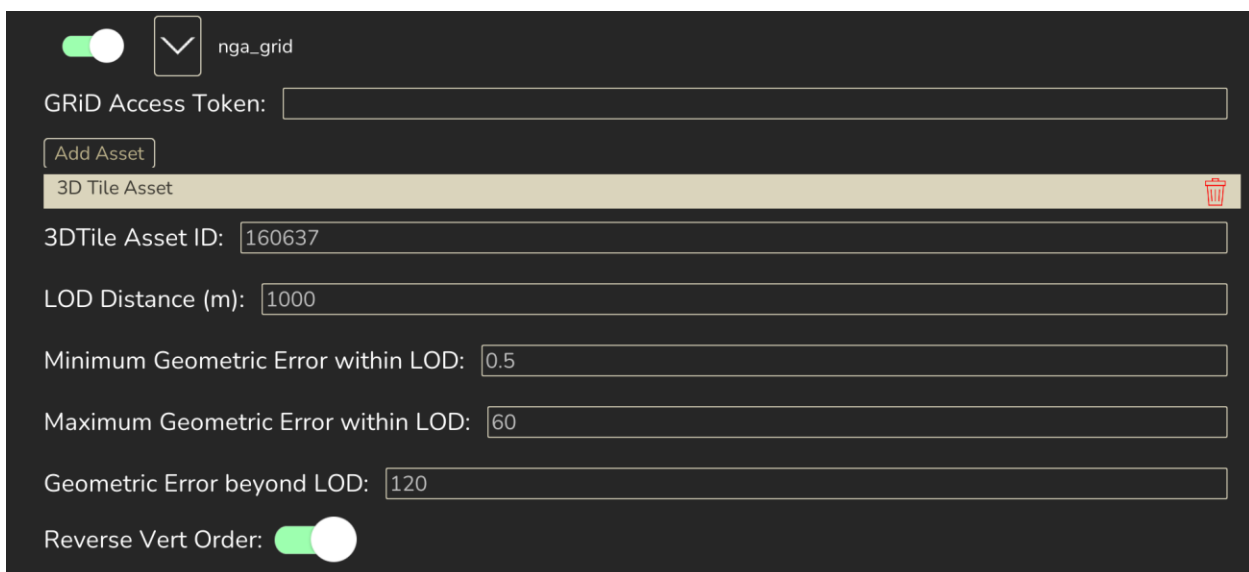 nga_grid
GRiD Access Token:
Add Asset
3D Tile Asset
3DTile Asset ID: 160637
LOD Distance (m): 1000
Minimum Geometric Error within LOD: 0.5
Maximum Geometric Error within LOD: 60
Geometric Error beyond LOD: 120
Reverse Vert Order: